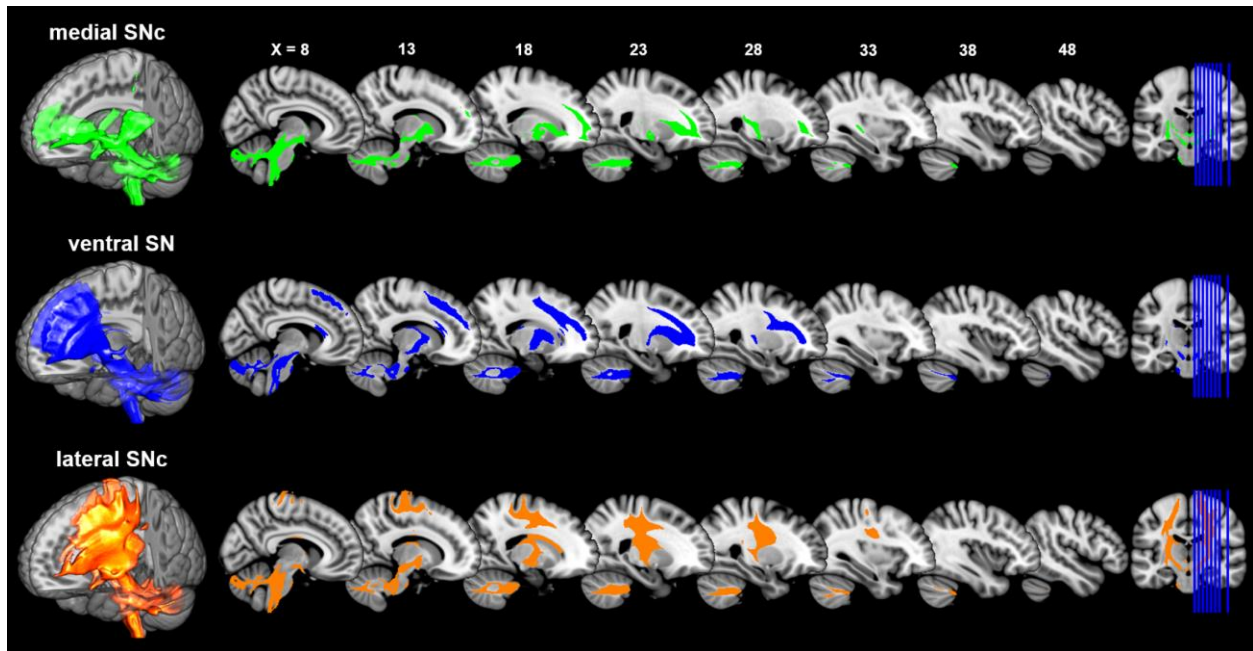 medial SNc
X = 8 13 18 23 28 33 38 48
ventral SN
lateral SNc